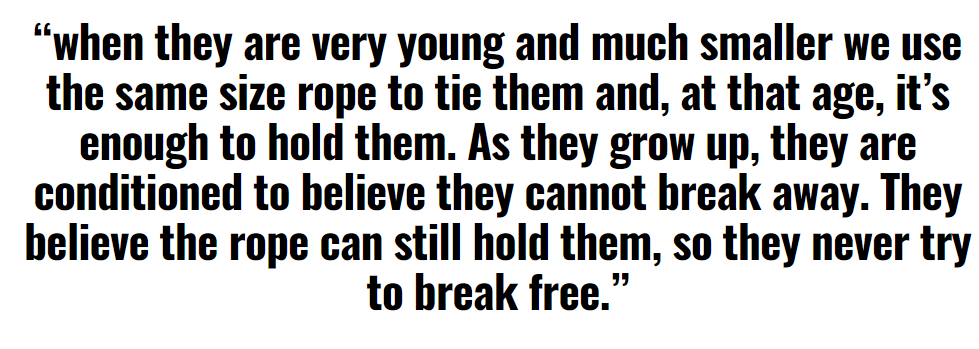 “when they are very young and much smaller we use
the same size rope to tie them and, at that age, it’s
enough to hold them. As they grow up, they are
conditioned to believe they cannot break away. They
believe the rope can still hold them, so they never try
to break free.”